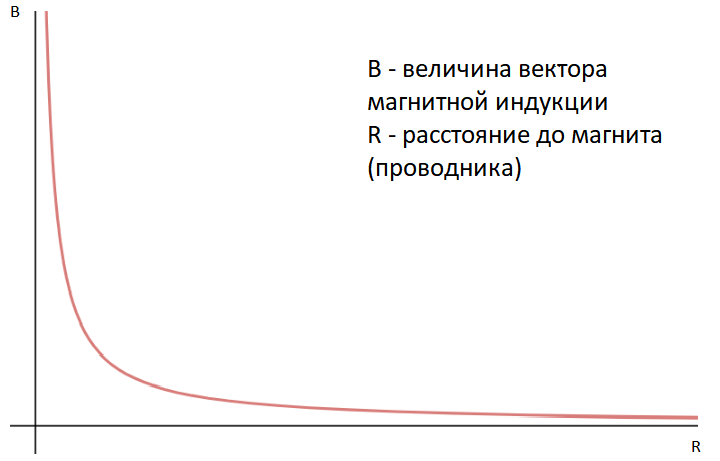 B
B - величина вектора
магнитной индукции
R - расстояние до магнита
(проводника)
R